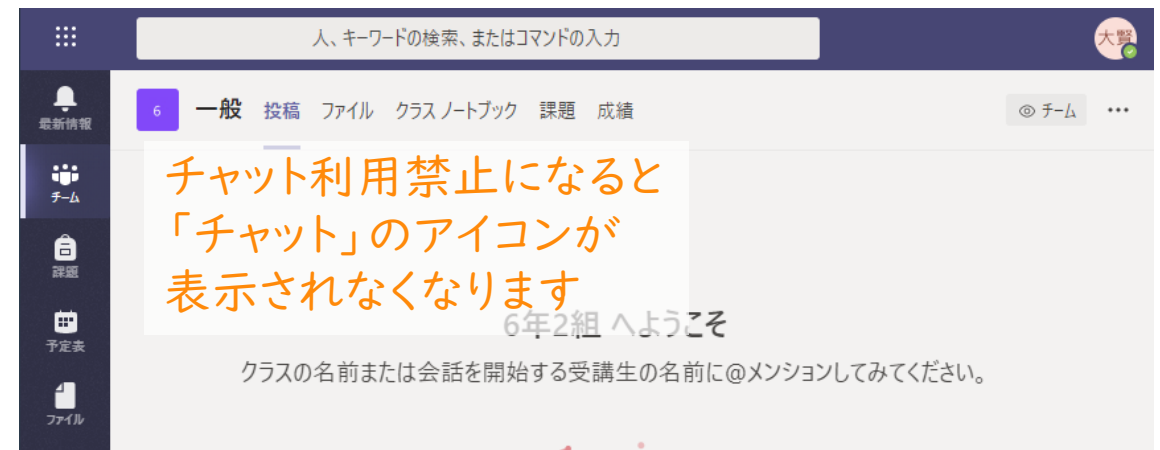 人、キーワードの検索、またはコマンドの入力
大賢
最新情報
6 一般 投稿 ファイル クラス ノートブック 課題 成績
チーム
チーム
課題
予定表
ファイル
チャット利用禁止になると
「チャット」のアイコンが
表示されなくなります
6年2組 へようこそ
クラスの名前または会話を開始する受講生の名前に@メンションしてみてください。